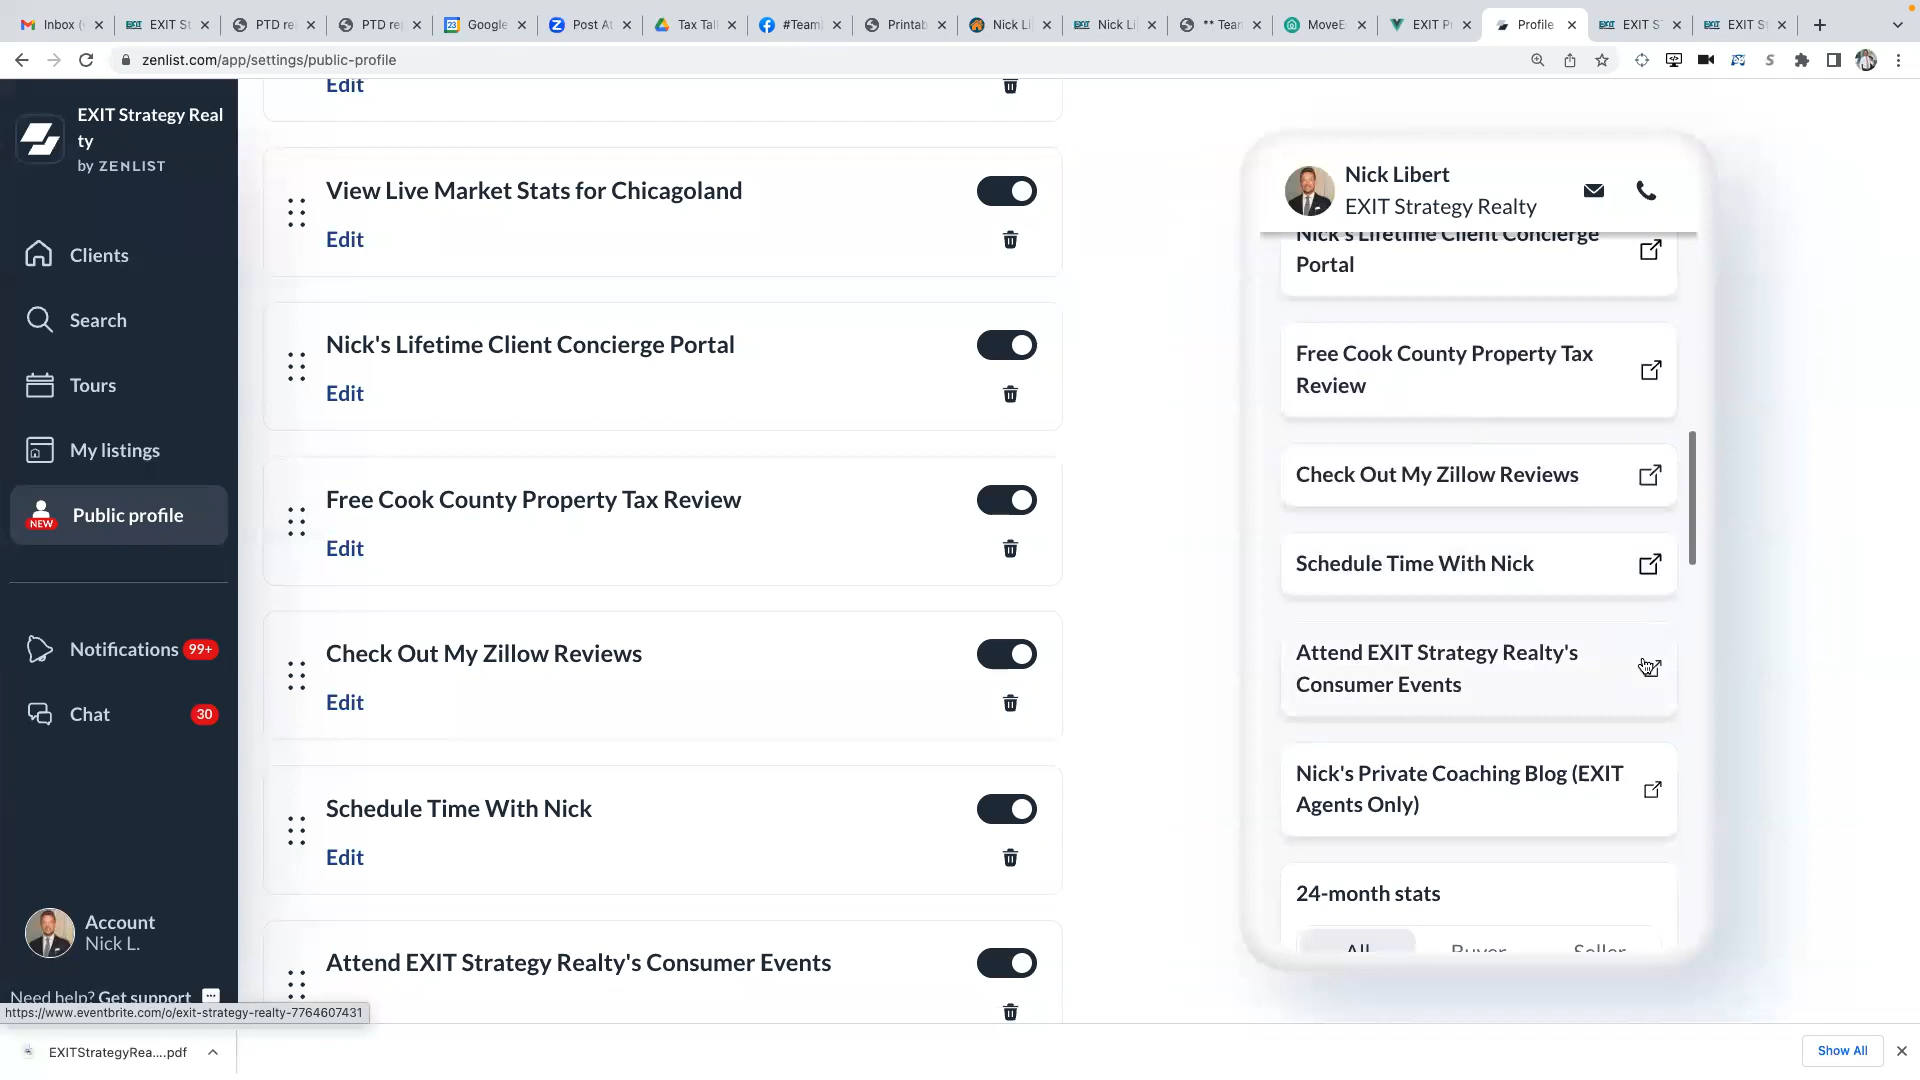 Inbox (
EXIT St
PTD re
PTD re
23
Google
Post At
Tax Tal
#Team
Printab
Nick Li
EXIT
Nick Li
** Tean
MoveE
EXIT P
Profile
EXIT S
EXIT S
zenlist.com/app/settings/public-profile
EXIT Strategy Real
ty
by ZENLIST
Clients
Search
Tours
My listings
NEW
Public profile
Notifications 99+
Chat 30
Account
Nick L.
Need help? Get support
https://www.eventbrite.com/o/exit-strategy-realty-7764607431
Edit
View Live Market Stats for Chicagoland
Edit
Nick's Lifetime Client Concierge Portal
Edit
Free Cook County Property Tax Review
Edit
Check Out My Zillow Reviews
Edit
Schedule Time With Nick
Edit
Attend EXIT Strategy Realty's Consumer Events
Nick Libert
EXIT Strategy Realty
Nick's Lifetime Client Concierge
Portal
Free Cook County Property Tax
Review
Check Out My Zillow Reviews
Schedule Time With Nick
Attend EXIT Strategy Realty's
Consumer Events
Nick's Private Coaching Blog (EXIT
Agents Only)
24-month stats
All
Buyer
Seller
EXITStrategyRea....pdf
Show All